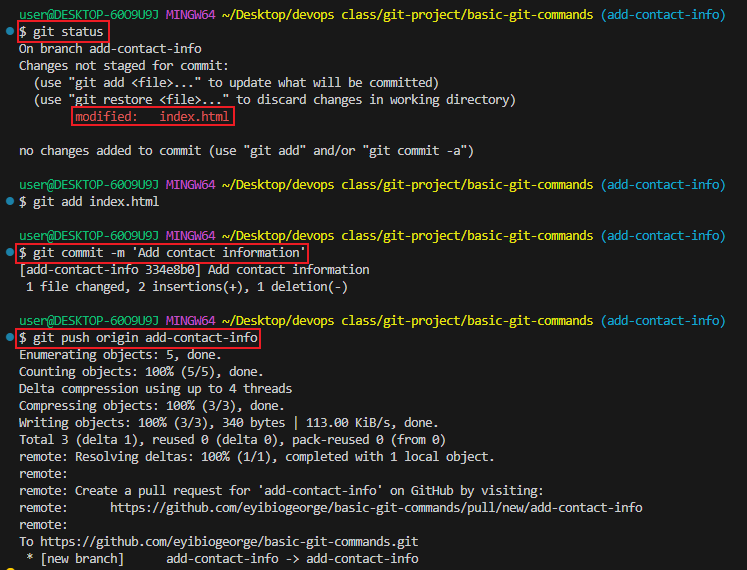 user@DESKTOP-60O9U9J MINGW64 ~/Desktop/devops class/git-project/basic-git-commands (add-contact-info)
$ git status
On branch add-contact-info
Changes not staged for commit:
  (use "git add <file>..." to update what will be committed)
  (use "git restore <file>..." to discard changes in working directory)
        modified:   index.html

no changes added to commit (use "git add" and/or "git commit -a")

user@DESKTOP-60O9U9J MINGW64 ~/Desktop/devops class/git-project/basic-git-commands (add-contact-info)
$ git add index.html

user@DESKTOP-60O9U9J MINGW64 ~/Desktop/devops class/git-project/basic-git-commands (add-contact-info)
$ git commit -m 'Add contact information'
[add-contact-info 334e8b0] Add contact information
 1 file changed, 2 insertions(+), 1 deletion(-)

user@DESKTOP-60O9U9J MINGW64 ~/Desktop/devops class/git-project/basic-git-commands (add-contact-info)
$ git push origin add-contact-info
Enumerating objects: 5, done.
Counting objects: 100% (5/5), done.
Delta compression using up to 4 threads
Compressing objects: 100% (3/3), done.
Writing objects: 100% (3/3), 340 bytes | 113.00 KiB/s, done.
Total 3 (delta 1), reused 0 (delta 0), pack-reused 0 (from 0)
remote: Resolving deltas: 100% (1/1), completed with 1 local object.
remote:
remote: Create a pull request for 'add-contact-info' on GitHub by visiting:
remote:      https://github.com/eyibiogeorge/basic-git-commands/pull/new/add-contact-info
remote:
To https://github.com/eyibiogeorge/basic-git-commands.git
 * [new branch]      add-contact-info -> add-contact-info